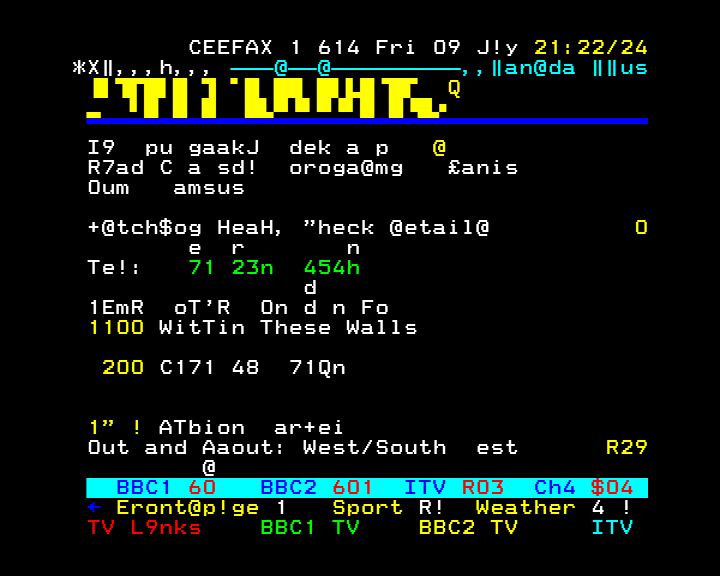 CEEFAX 1 614 Fri 09 J!y 21:22/24
*X‖,,,h,,, ————@——@—————————,,‖an@da ‖‖us
Q
I9 pu gaakJ dek a p @
R7ad C a sd! oroga@mg £anis
Oum amsus
+@tch$og HeaH, ”heck @etail@ O
e r n
Te!: 71 23n 454h
d
1EmR oT’R On d n Fo
1100 WitTin These Walls
200 C171 48 71Qn
1” ! ATbion ar+ei
Out and Aaout: West/South est R29
@
BBC1 60 BBC2 601 ITV R03 Ch4 $04
← Eront@p!ge 1 Sport R! Weather 4 !
TV L9nks BBC1 TV BBC2 TV ITV